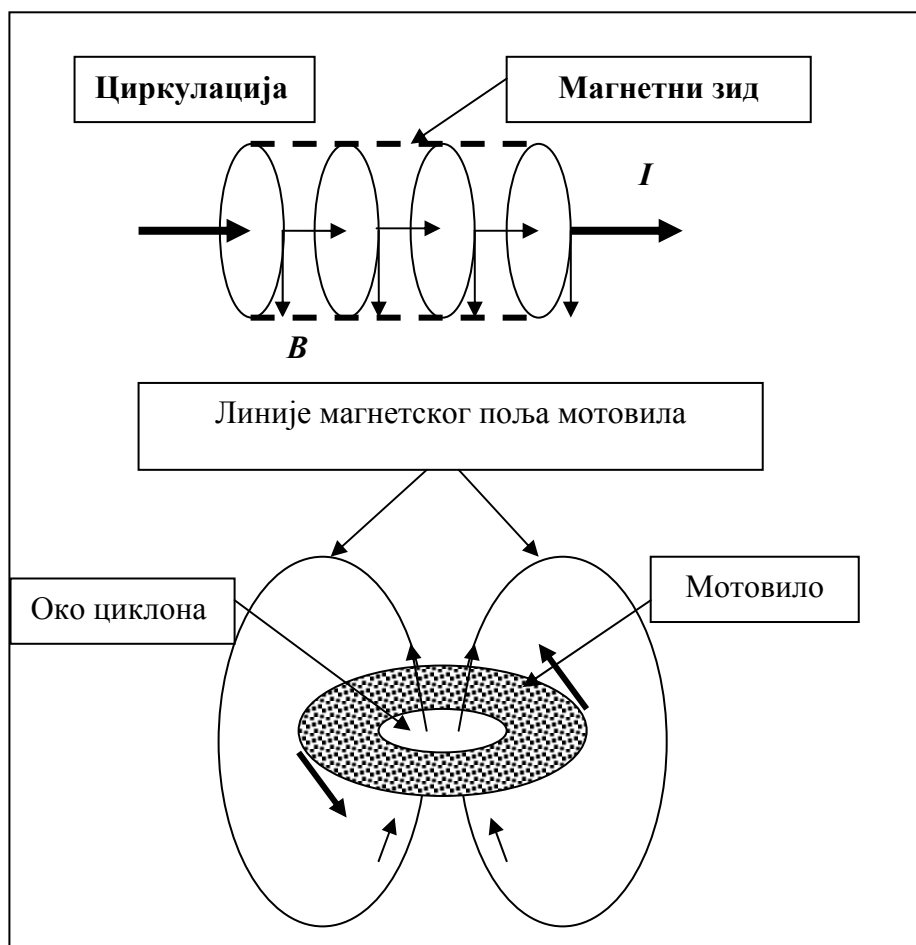 Циркулација
Магнетни зид
I
B
Линије магнетског поља мотовила
Око циклона
Мотовило